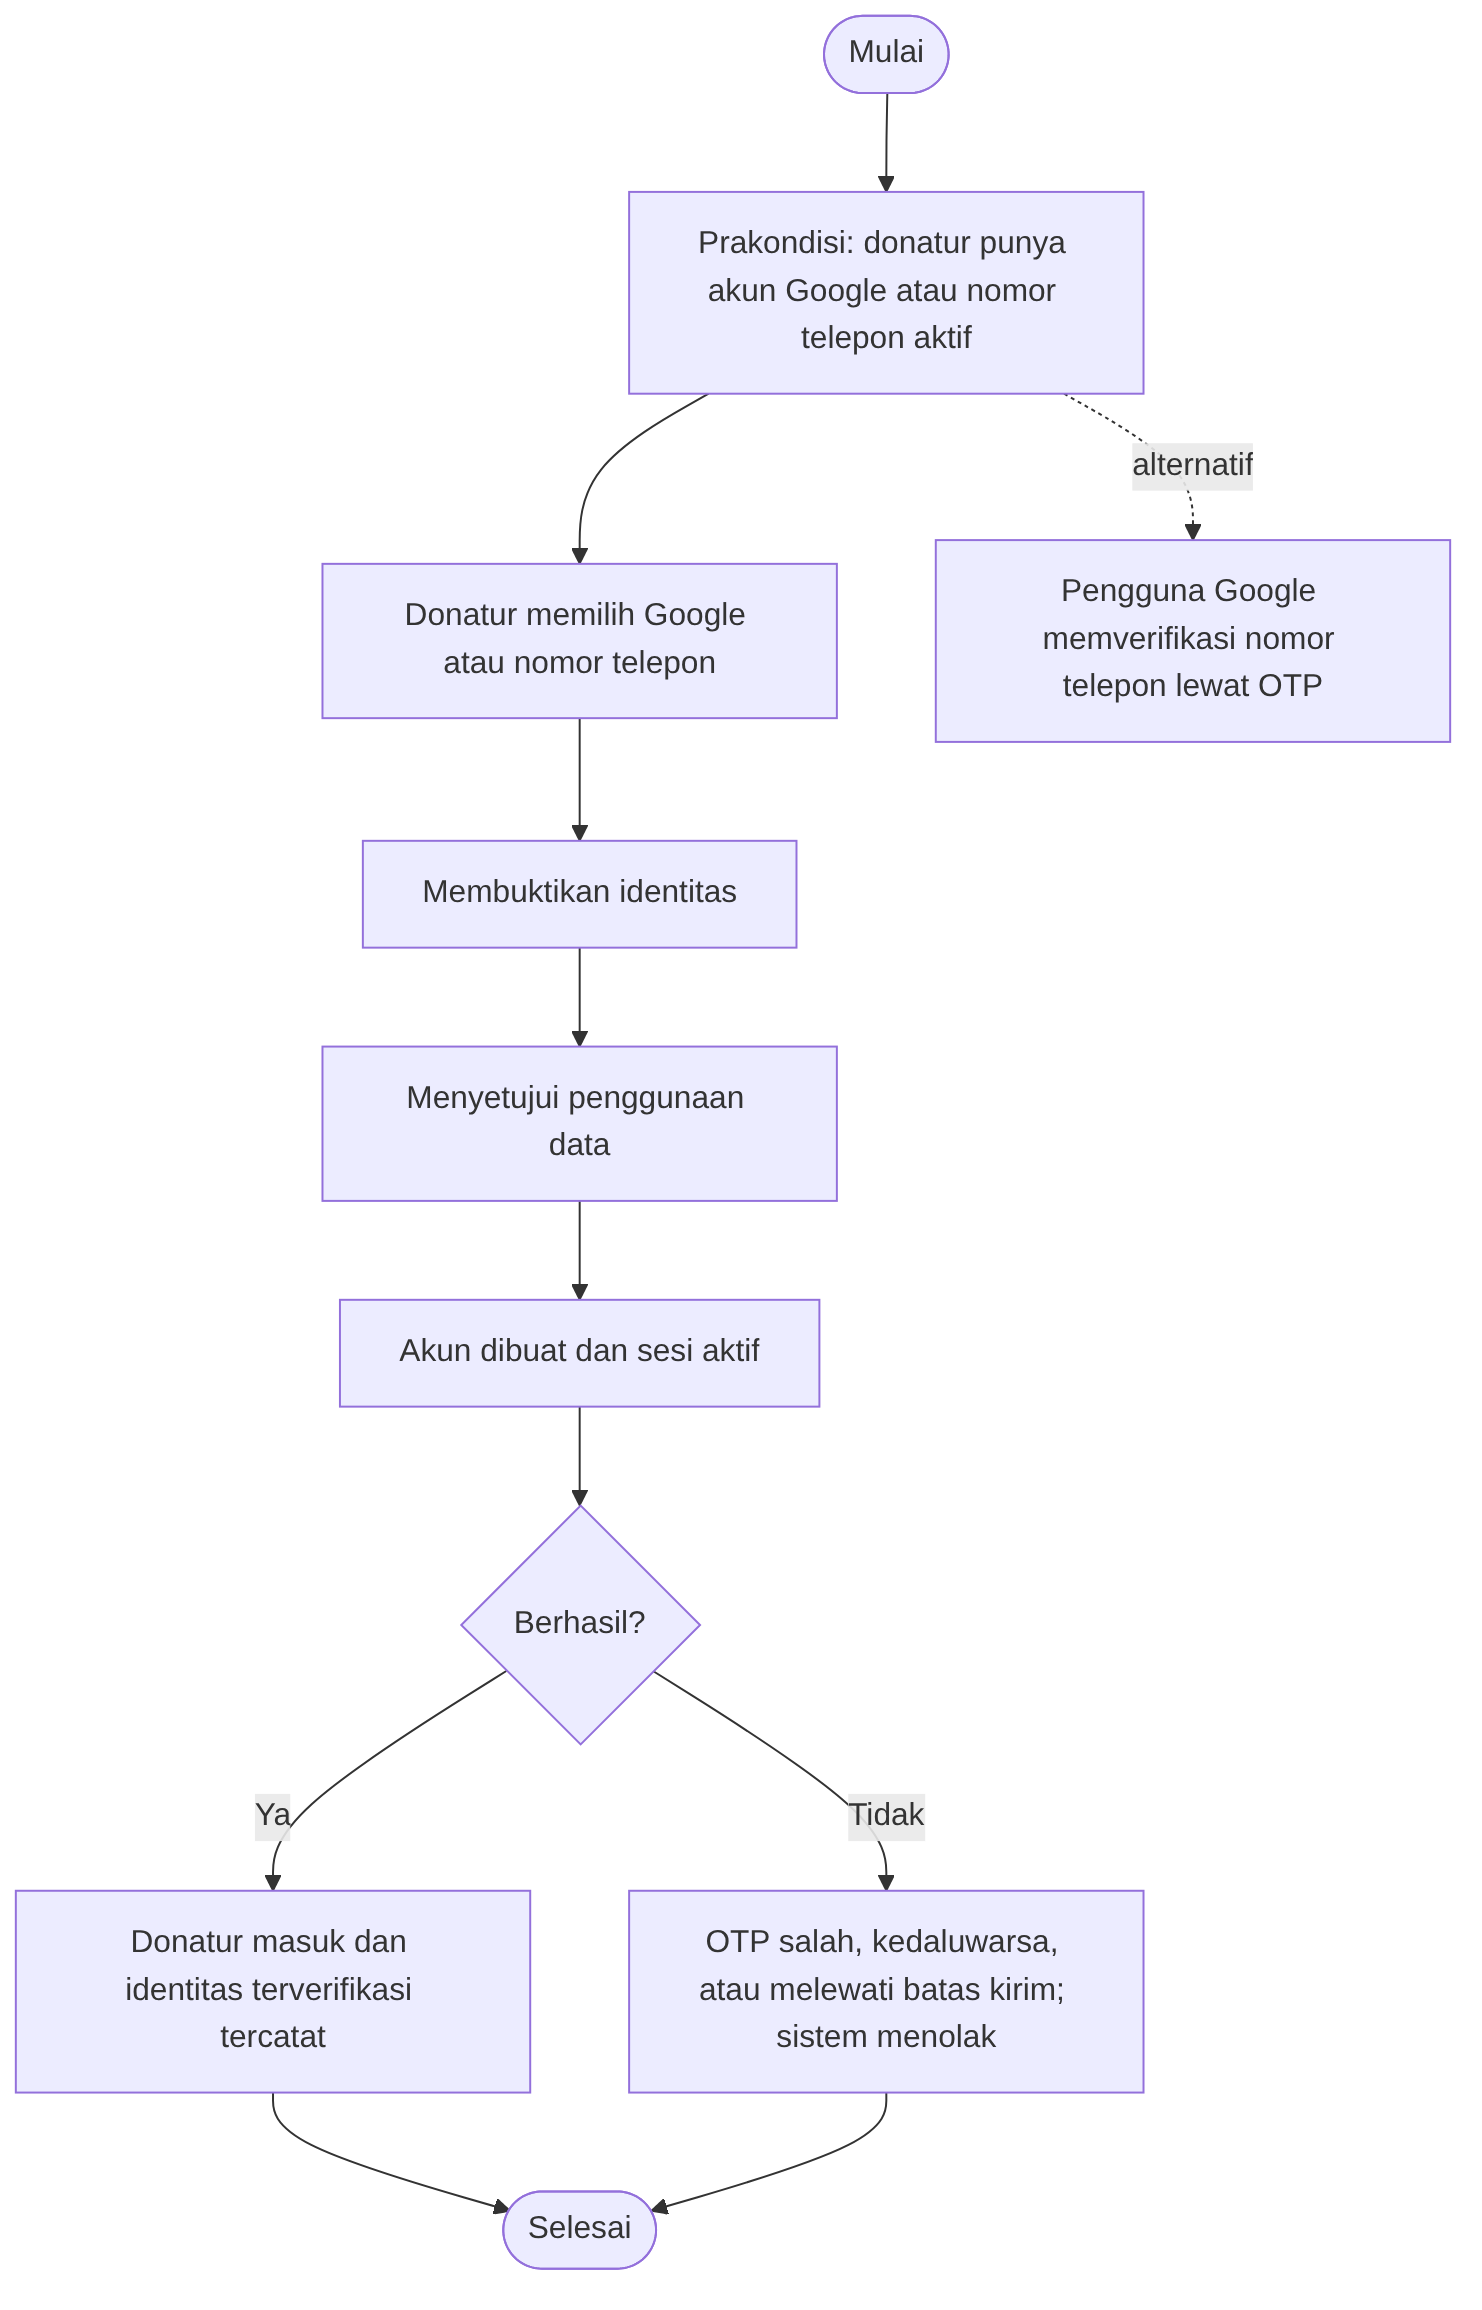 Mulai
Prakondisi: donatur punya
akun Google atau nomor
telepon aktif
alternatif
Donatur memilih Google
atau nomor telepon
Pengguna Google
memverifikasi nomor
telepon lewat OTP
Membuktikan identitas
Menyetujui penggunaan
data
Akun dibuat dan sesi aktif
Berhasil?
Ya
Tidak
Donatur masuk dan
identitas terverifikasi
tercatat
OTP salah, kedaluwarsa,
atau melewati batas kirim;
sistem menolak
Selesai